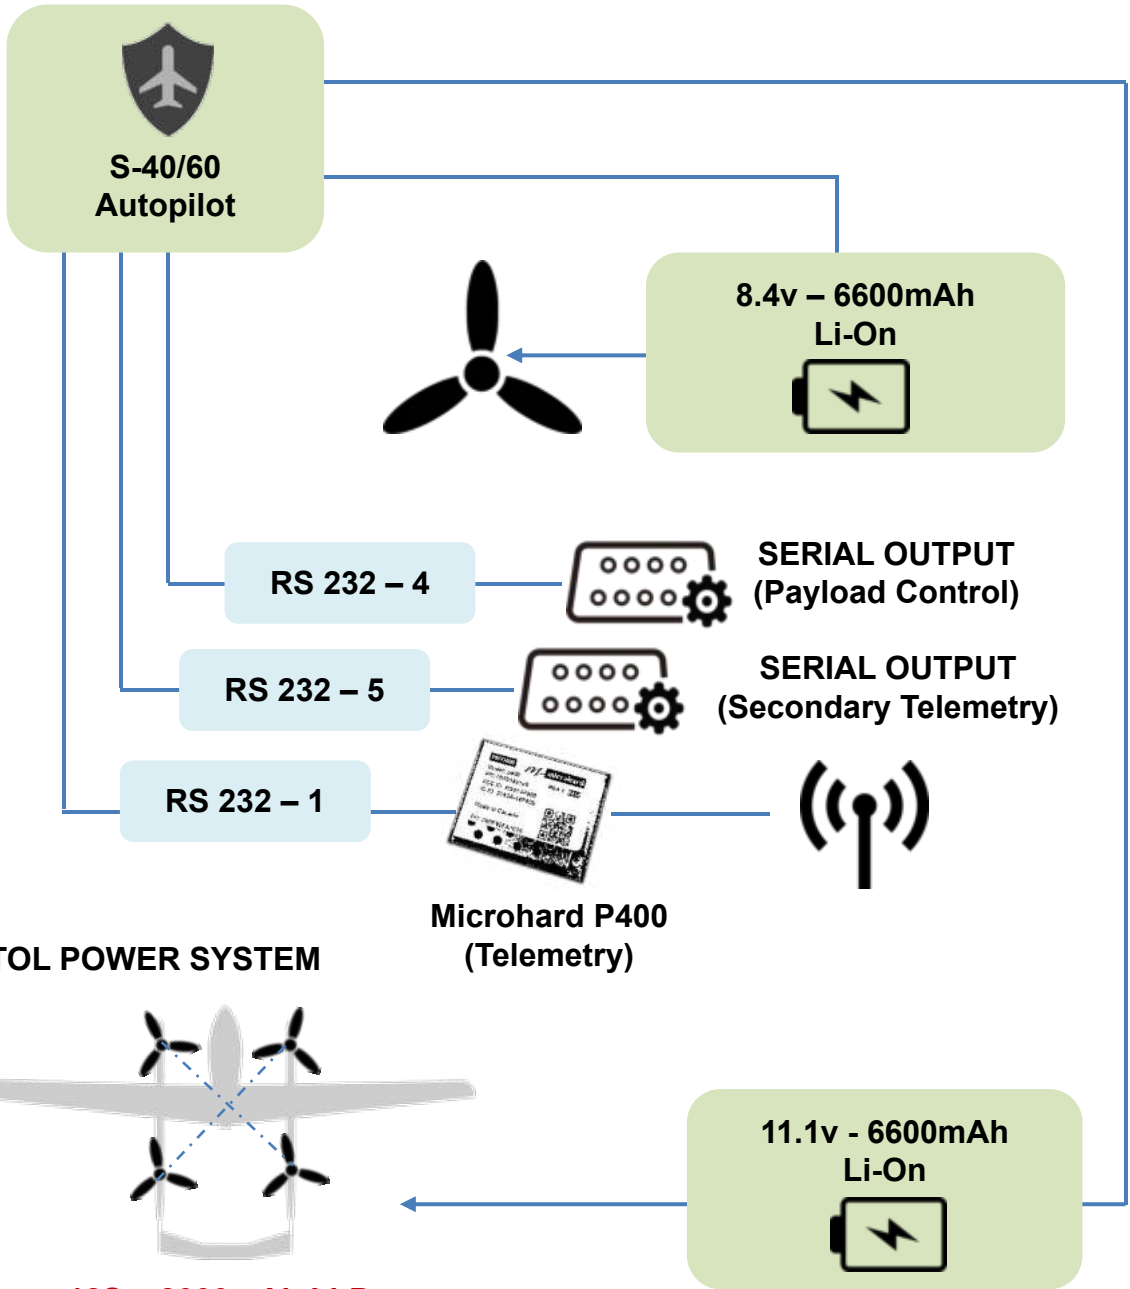 S-40/60
Autopilot
8.4v – 6600mAh
Li-On
RS 232 – 4
SERIAL OUTPUT
(Payload Control)
RS 232 – 5
SERIAL OUTPUT
(Secondary Telemetry)
RS 232 – 1
Microhard P400
(Telemetry)
TOL POWER SYSTEM
11.1v - 6600mAh
Li-On